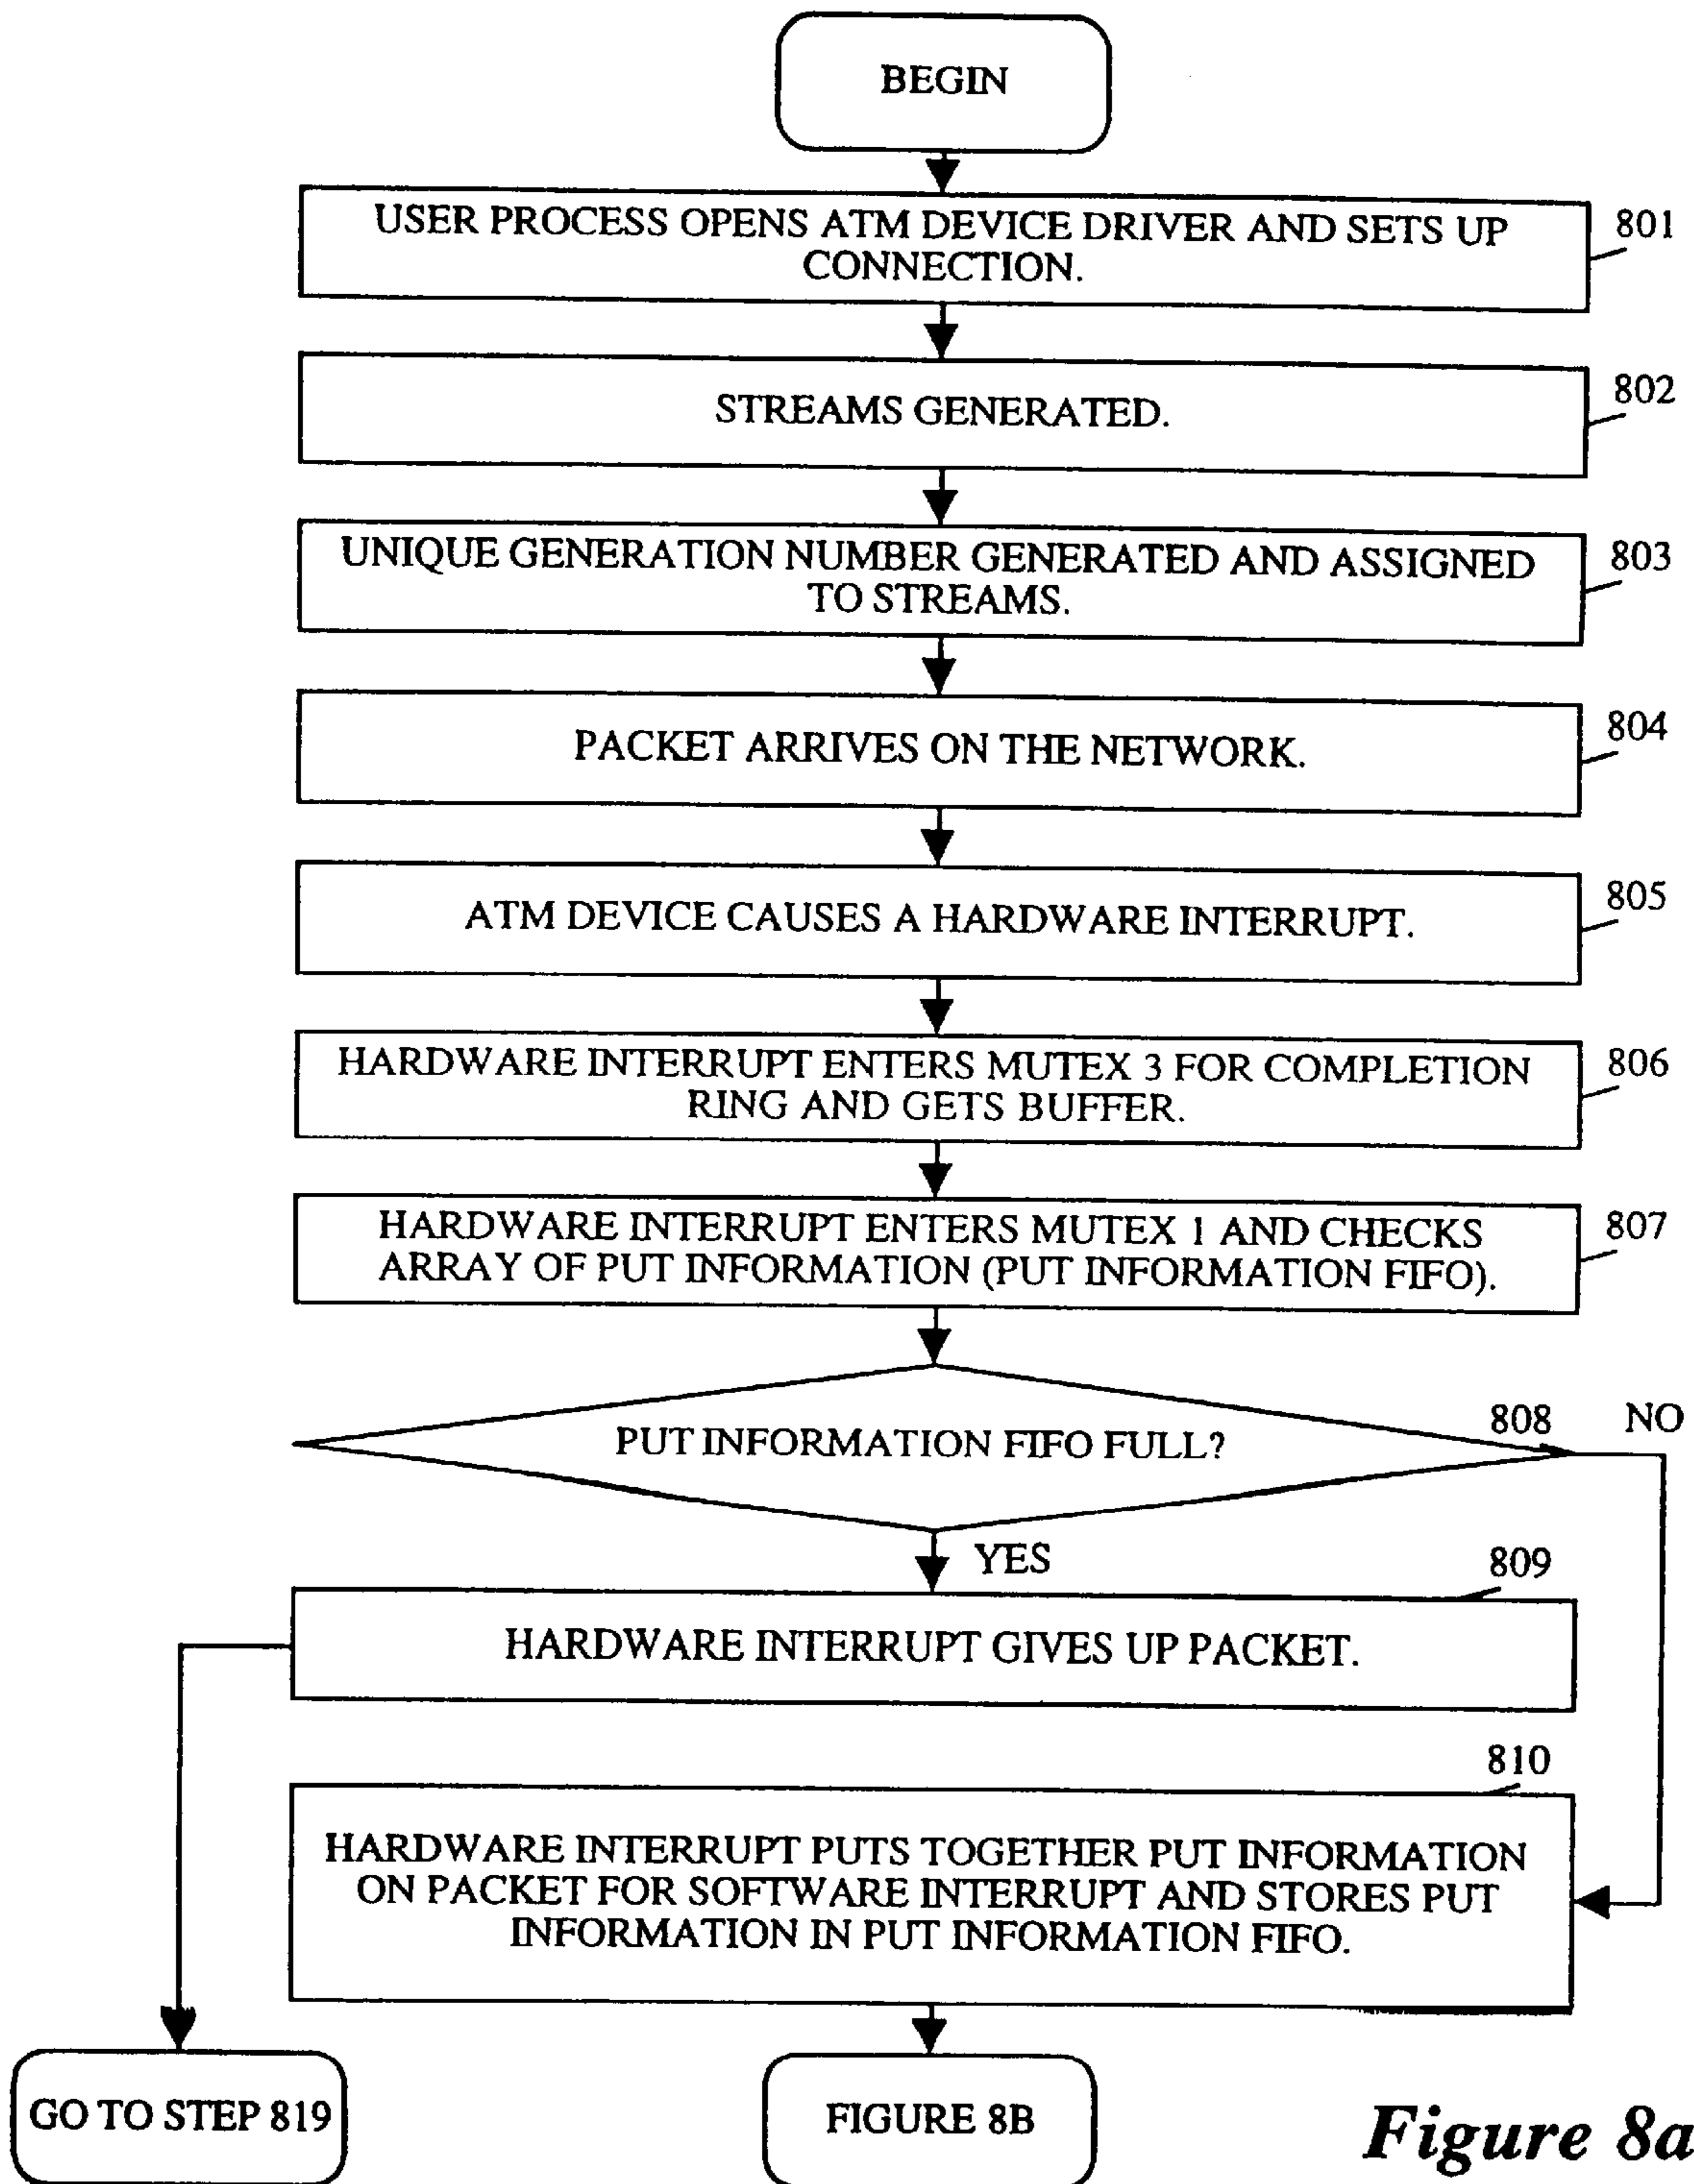 BEGIN
USER PROCESS OPENS ATM DEVICE DRIVER AND SETS UP
CONNECTION.
801
STREAMS GENERATED.
802
UNIQUE GENERATION NUMBER GENERATED AND ASSIGNED
TO STREAMS.
803
PACKET ARRIVES ON THE NETWORK.
804
ATM DEVICE CAUSES A HARDWARE INTERRUPT.
805
HARDWARE INTERRUPT ENTERS MUTEX 3 FOR COMPLETION
RING AND GETS BUFFER.
806
HARDWARE INTERRUPT ENTERS MUTEX 1 AND CHECKS
ARRAY OF PUT INFORMATION (PUT INFORMATION FIFO).
807
PUT INFORMATION FIFO FULL?
808
NO
YES
809
HARDWARE INTERRUPT GIVES UP PACKET.
810
HARDWARE INTERRUPT PUTS TOGETHER PUT INFORMATION
ON PACKET FOR SOFTWARE INTERRUPT AND STORES PUT
INFORMATION IN PUT INFORMATION FIFO.
GO TO STEP 819
FIGURE 8B
Figure 8a